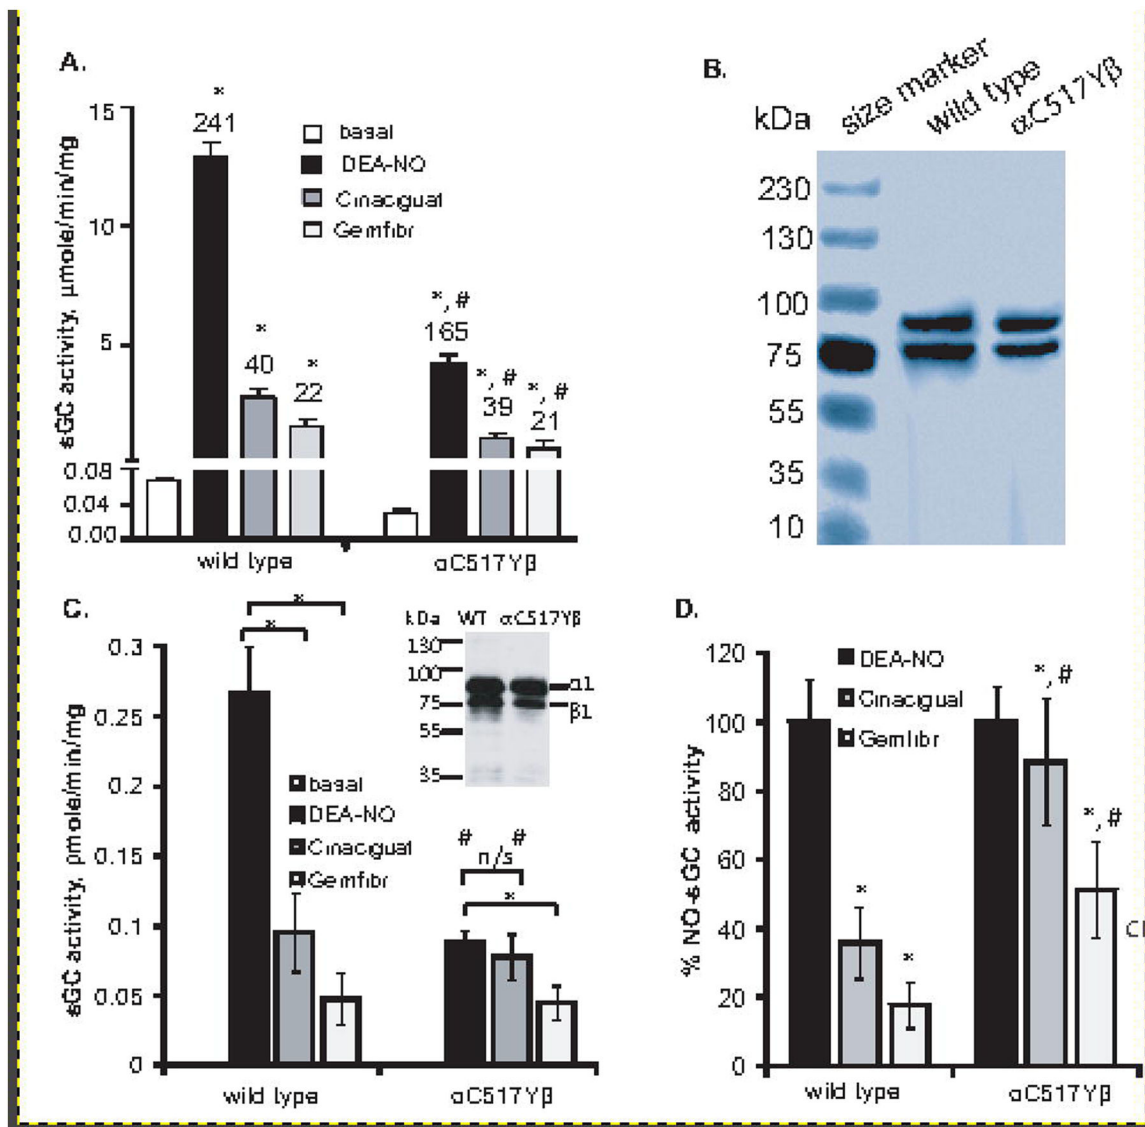 A.
sGC activity, µmole/min/mg
15
10
5
0.08
0.04
0.00
*
241
*
40
*
22
*, #
165
*, #
39
*, #
21
basal
DEA-NO
Cinaciguat
Gemfibr
wild type
αC517Yβ
B.
kDa
size marker
wild type
αC517Yβ
230
130
100
75
55
35
10
C.
sGC activity, pmole/min/mg
0.3
0.25
0.2
0.15
0.1
0.05
0
*
*
basal
DEA-NO
Cinaciguat
Gemfibr
kDa WT αC517Yβ
130
100
75
55
35
α1
β1
# #
n/s
*
wild type
αC517Yβ
D.
% NO-sGC activity
120
100
80
60
40
20
0
DEA-NO
Cinacigual
Gemfibr
*
*
*, #
*, #
wild type
αC517Yβ